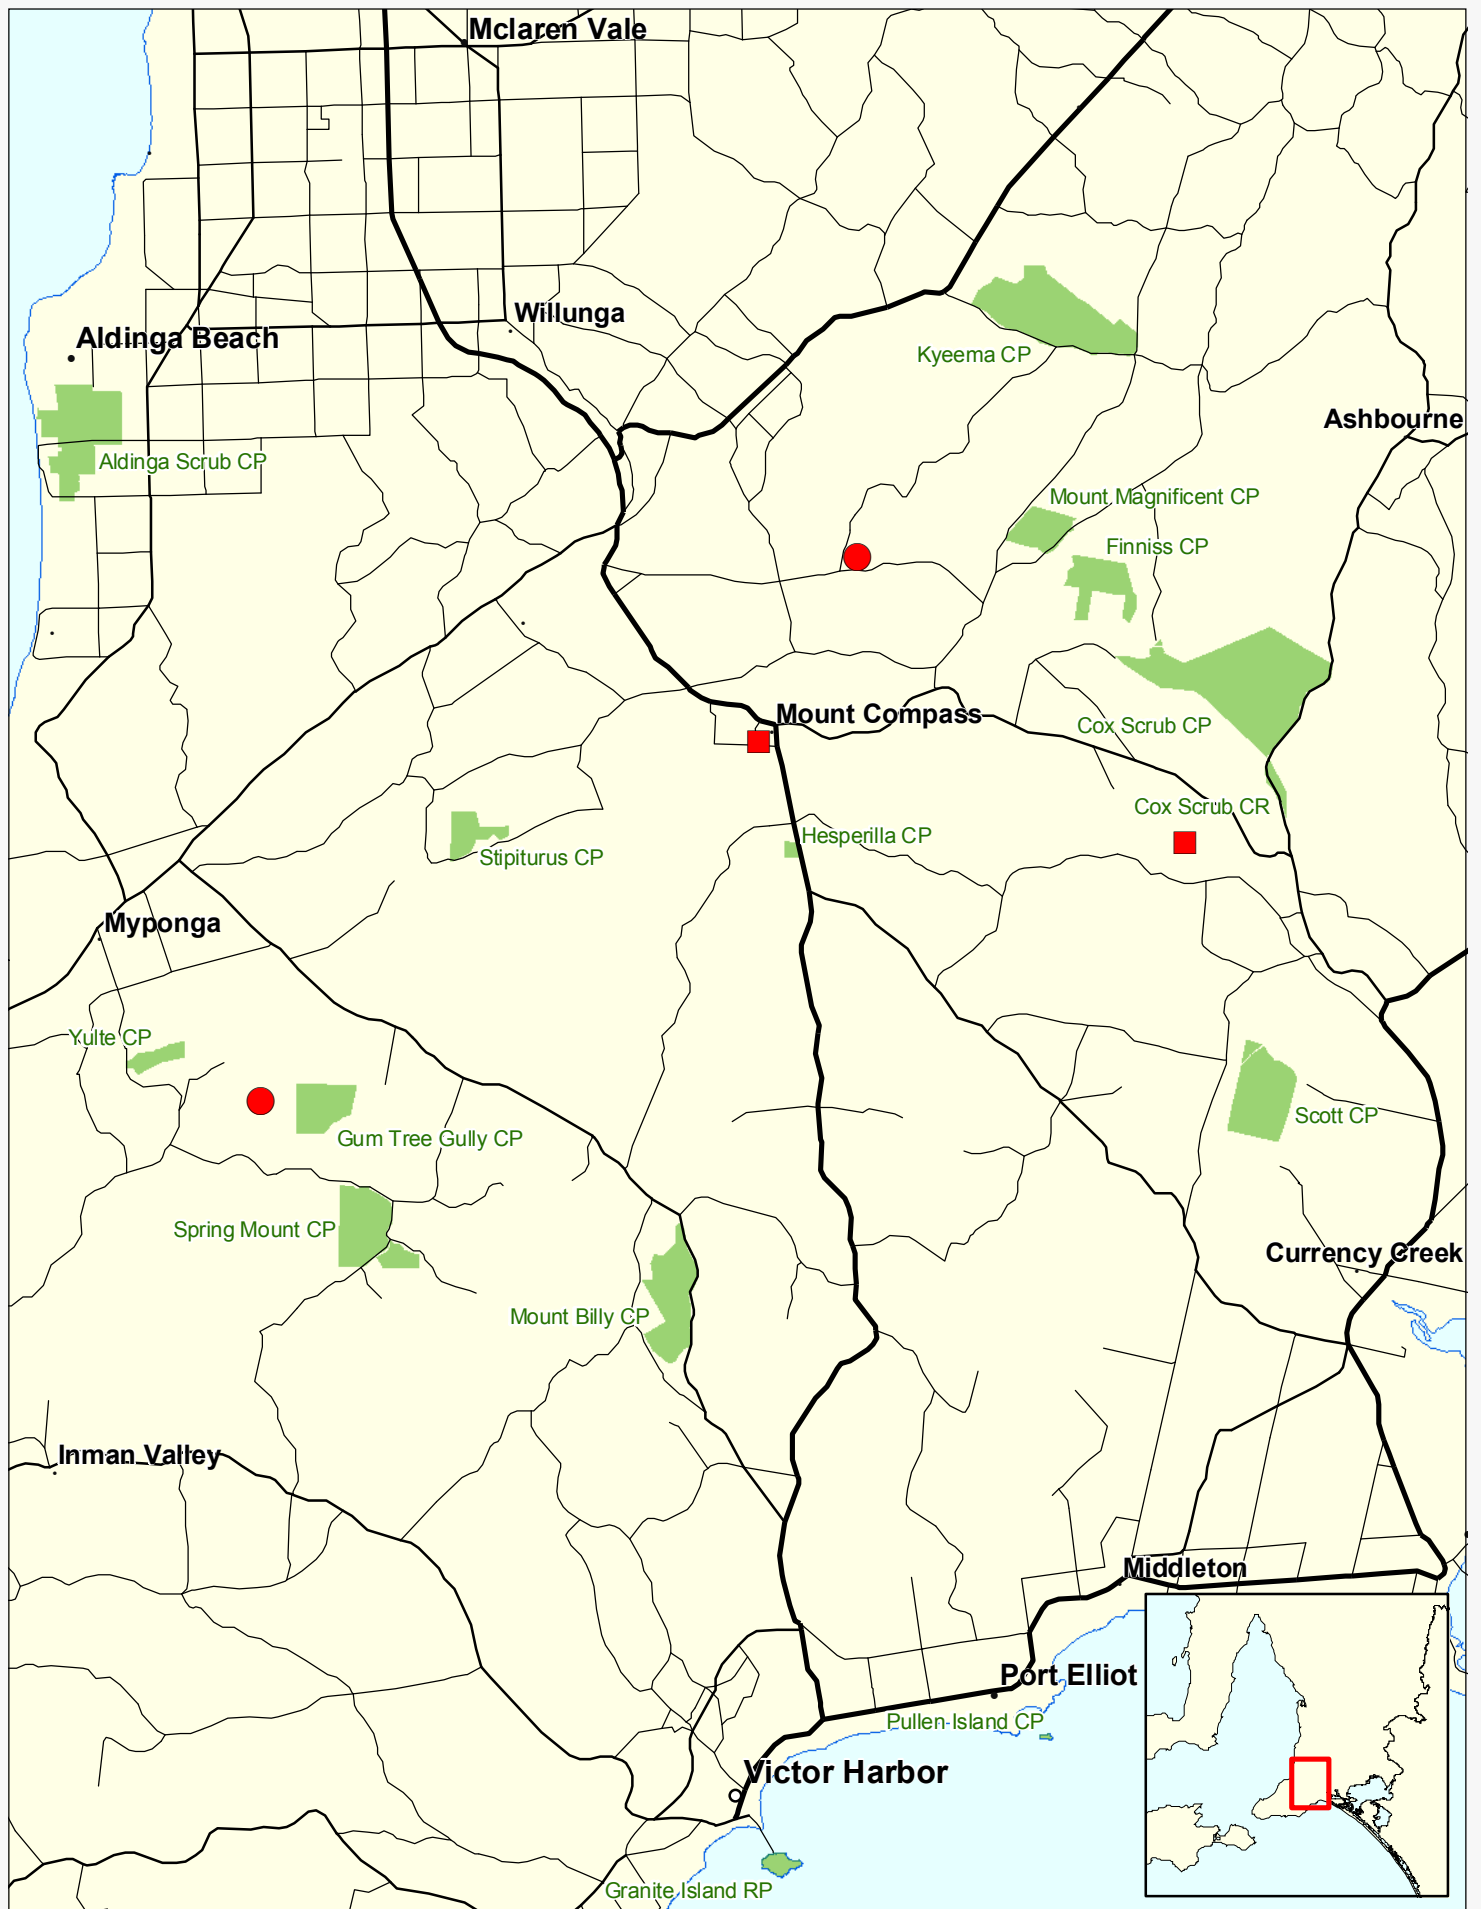 Mclaren Vale
Willunga
Aldinga Beach
Kyeema CP
Ashbourne
Aldinga Scrub CP
Mount Magnificent CP
Finniss CP
Mount Compass
Cox Scrub CP
Cox Scrub CR
Hesperilla CP
Stipiturus CP
Myponga
Yulte CP
Scott CP
Gum Tree Gully CP
Spring Mount CP
Currency Creek
Mount Billy CP
Inman Valley
Middleton
Port Elliot
Pullen Island CP
Victor Harbor
Granite Island RP